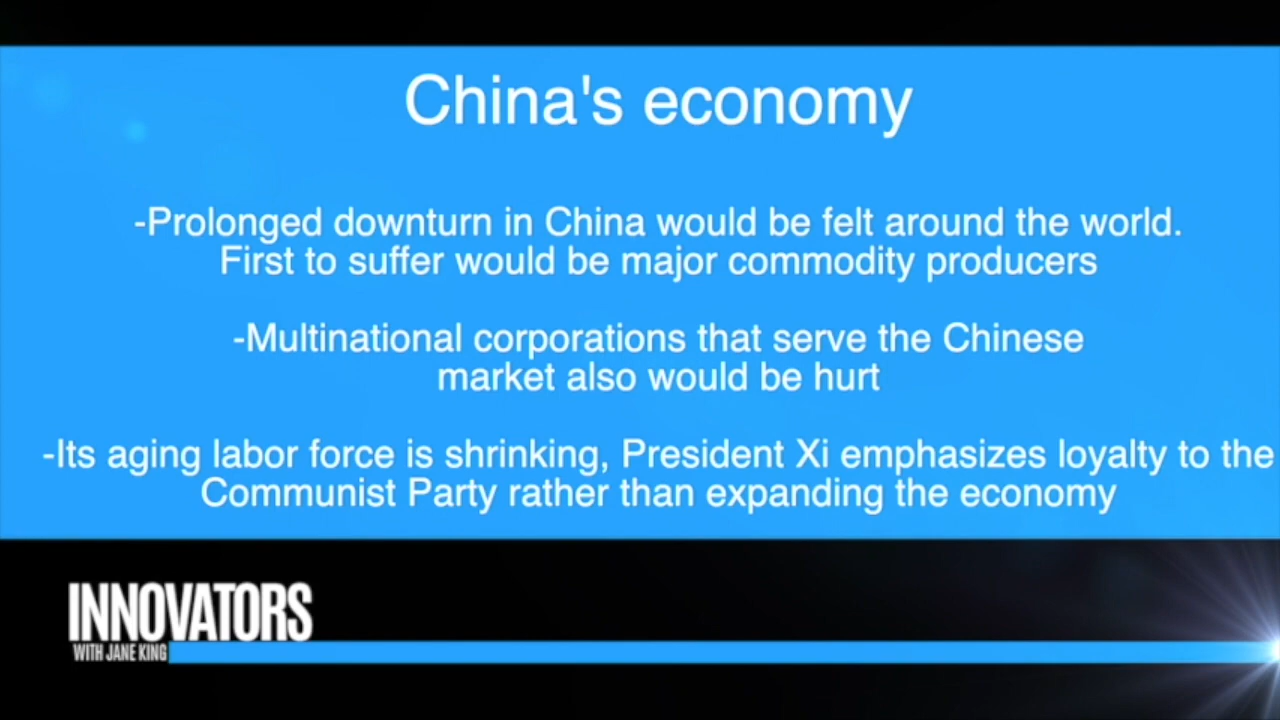 China's economy
-Prolonged downturn in China would be felt around the world.
First to suffer would be major commodity producers
-Multinational corporations that serve the Chinese
market also would be hurt
-Its aging labor force is shrinking, President Xi emphasizes loyalty to the
Communist Party rather than expanding the economy
INNOVATORS
WITH JANE KING